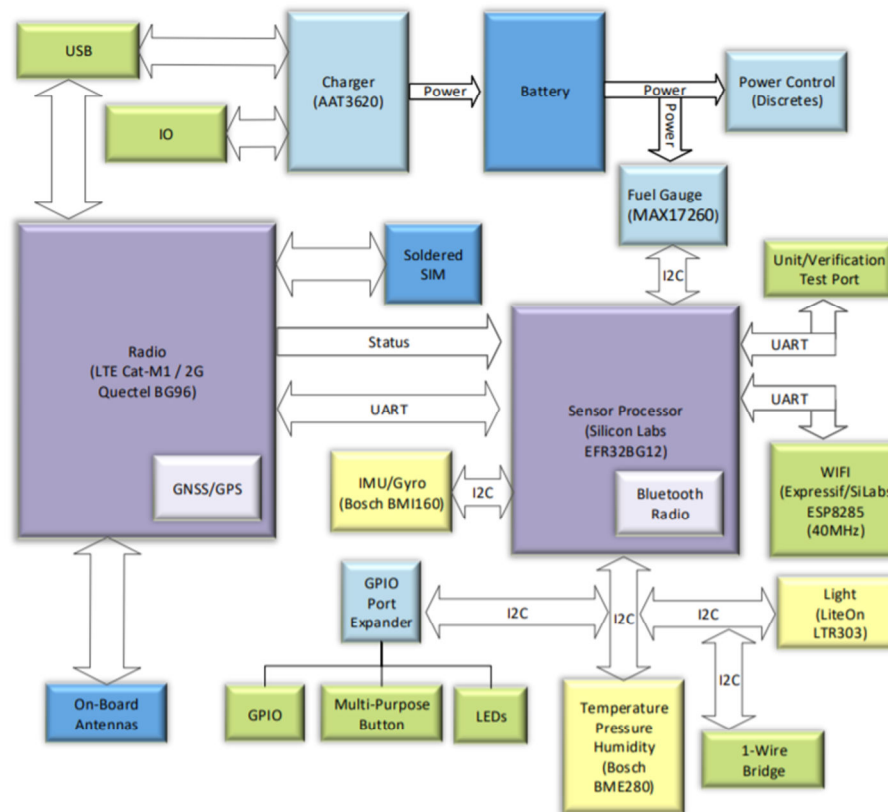 USB
Charger
(AAT3620)
Power
Battery
Power
Power Control
(Discretes)
IO
Power
Fuel Gauge
(MAX17260)
Soldered
SIM
I2C
Unit/Verification
Test Port
Status
UART
Radio
(LTE Cat-M1 / 2G
Quectel BG96)
UART
UART
Sensor Processor
(Silicon Labs
EFR32BG12)
GNSS/GPS
IMU/Gyro
(Bosch BMI160)
I2C
Bluetooth
Radio
WIFI
(Expressif/SiLabs
ESP8285
(40MHz)
GPIO
Port
Expander
I2C
I2C
I2C
Light
(LiteOn
LTR303)
I2C
On-Board
Antennas
GPIO
Multi-Purpose
Button
LEDs
Temperature
Pressure
Humidity
(Bosch
BME280)
1-Wire
Bridge